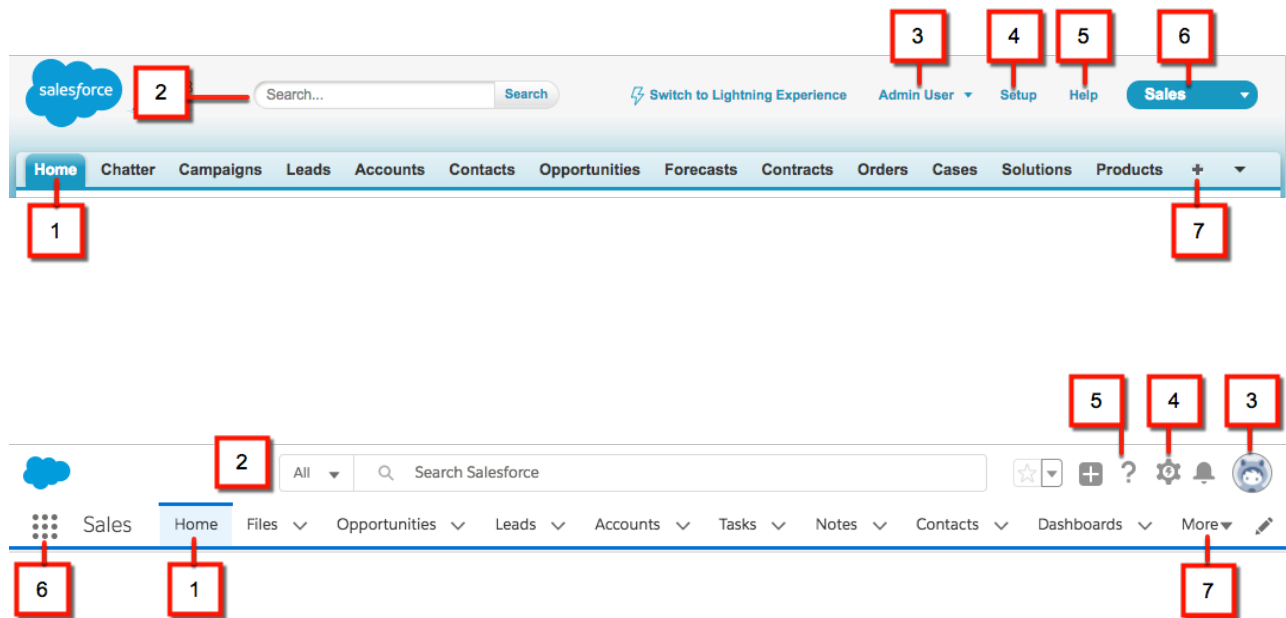 3 4 5 6
salesforce 2 Search... Search Switch to Lightning Experience Admin User Setup Help Sales
Home Chatter Campaigns Leads Accounts Contacts Opportunities Forecasts Contracts Orders Cases Solutions Products +
1 7
5 4 3
2 All Search Salesforce ?
Sales Home Files Opportunities Leads Accounts Tasks Notes Contacts Dashboards More
6 1 7